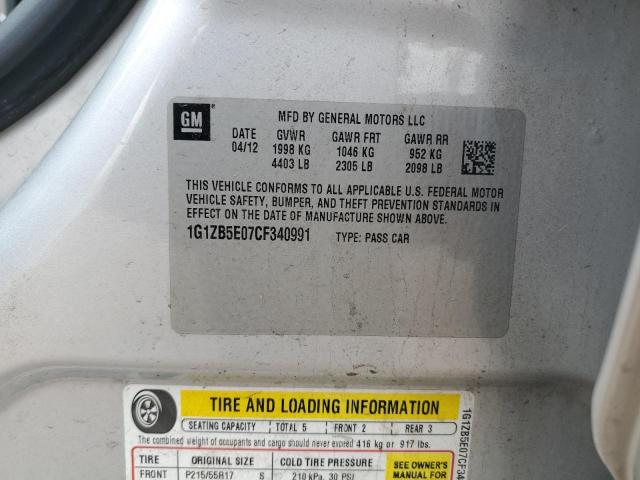 GM
MFD BY GENERAL MOTORS LLC
DATE GVWR GAWR FRT GAWR RR
04/12 1998 KG 1046 KG 952 KG
4403 LB 2305 LB 2098 LB
THIS VEHICLE CONFORMS TO ALL APPLICABLE U.S. FEDERAL MOTOR
VEHICLE SAFETY, BUMPER, AND THEFT PREVENTION STANDARDS IN
EFFECT ON THE DATE OF MANUFACTURE SHOWN ABOVE.
1G1ZB5E07CF340991 TYPE: PASS CAR
TIRE AND LOADING INFORMATION
SEATING CAPACITY TOTAL 5 FRONT 2 REAR 3
The combined weight of occupants and cargo should never exceed 416 kg or 917 lbs.
TIRE ORIGINAL SIZE COLD TIRE PRESSURE
FRONT P215/55R17 S 210 kPa, 30 PSI
SEE OWNER'S
MANUAL FOR
1G1ZB5E07CF34